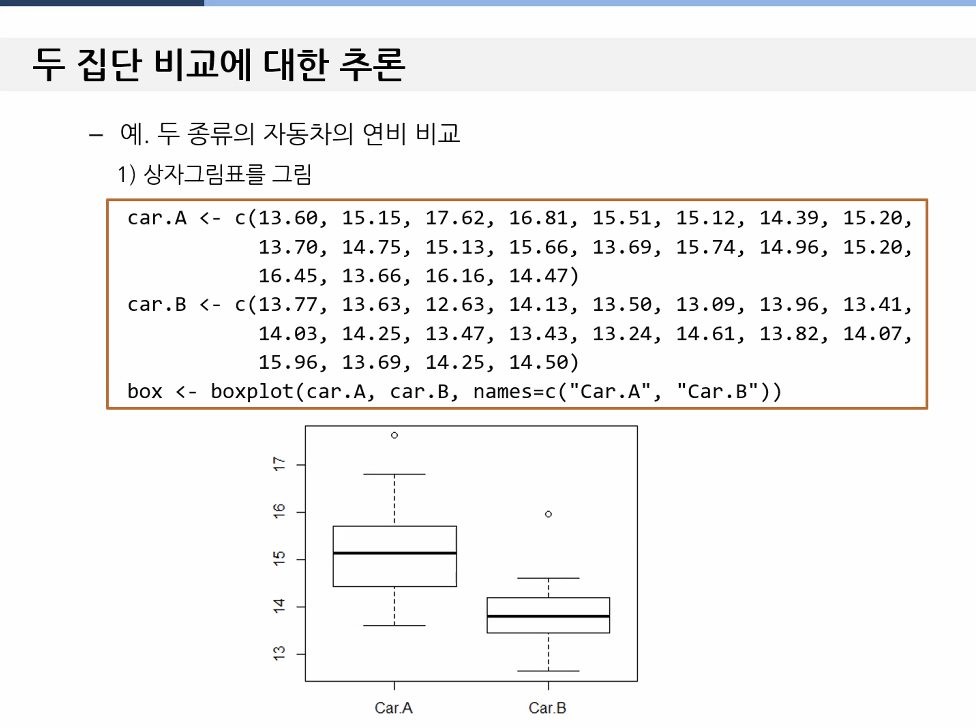 두 집단 비교에 대한 추론
– 예. 두 종류의 자동차의 연비 비교
1) 상자그림표를 그림
car.A <- c(13.60, 15.15, 17.62, 16.81, 15.51, 15.12, 14.39, 15.20,
13.70, 14.75, 15.13, 15.66, 13.69, 15.74, 14.96, 15.20,
16.45, 13.66, 16.16, 14.47)
car.B <- c(13.77, 13.63, 12.63, 14.13, 13.50, 13.09, 13.96, 13.41,
14.03, 14.25, 13.47, 13.43, 13.24, 14.61, 13.82, 14.07,
15.96, 13.69, 14.25, 14.50)
box <- boxplot(car.A, car.B, names=c("Car.A", "Car.B"))
17
16
15
14
13
Car.A Car.B